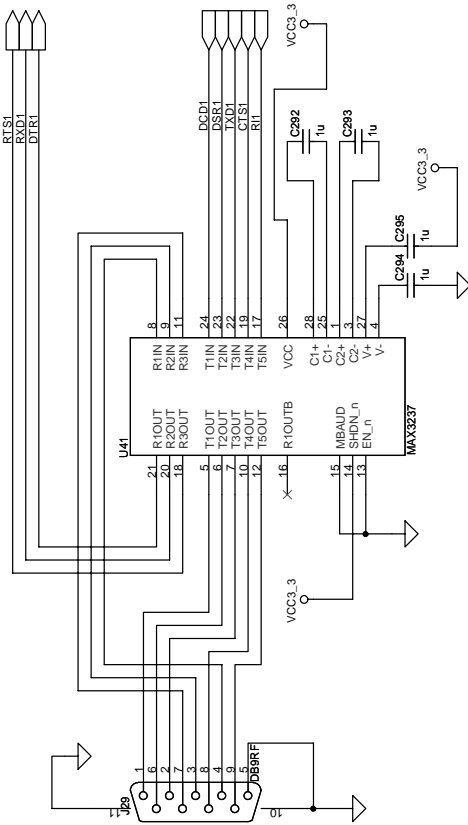 RTS1
RXD1
DTR1
DCD1
DSR1
TXD1
CTS1
RI1
VCC3_3
C292
1u
C293
1u
VCC3_3
C295
1u
C294
1u
8
9
11
24
23
22
19
17
26
28
25
1
3
27
4
R1IN
R2IN
R3IN
T1IN
T2IN
T3IN
T4IN
T5IN
VCC
C1+
C1-
C2+
C2-
V+
V-
U41
R1OUT
R2OUT
R3OUT
T1OUT
T2OUT
T3OUT
T4OUT
T5OUT
R1OUTB
MBAUD
SHDN_n
EN_n
MAX3237
21
20
18
5
6
7
10
12
16
15
14
13
VCC3_3
1
6
2
7
3
8
4
9
5
J29
DB9RF
11
10